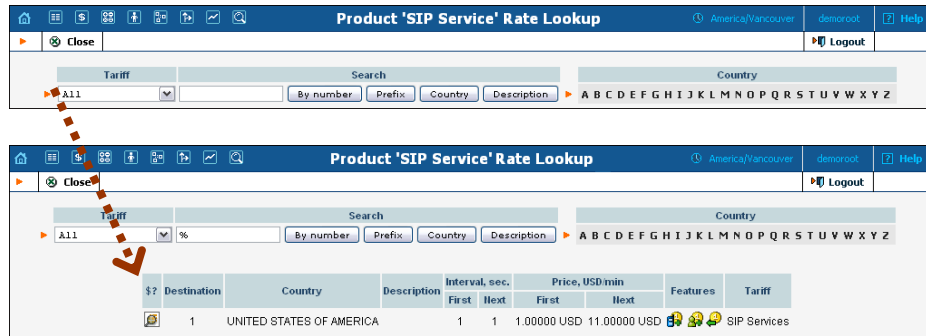 Product 'SIP Service' Rate Lookup America/Vancouver demoroot ? Help
Close Logout
Tariff Search Country
All By number Prefix Country Description A B C D E F G H I J K L M N O P Q R S T U V W X Y Z
Product 'SIP Service' Rate Lookup America/Vancouver demoroot ? Help
Close Logout
Tariff Search Country
All % By number Prefix Country Description A B C D E F G H I J K L M N O P Q R S T U V W X Y Z
$? Destination Country Description Interval, sec. Price, USD/min Features Tariff
First Next First Next
1 UNITED STATES OF AMERICA 1 1 1.00000 USD 11.00000 USD SIP Services